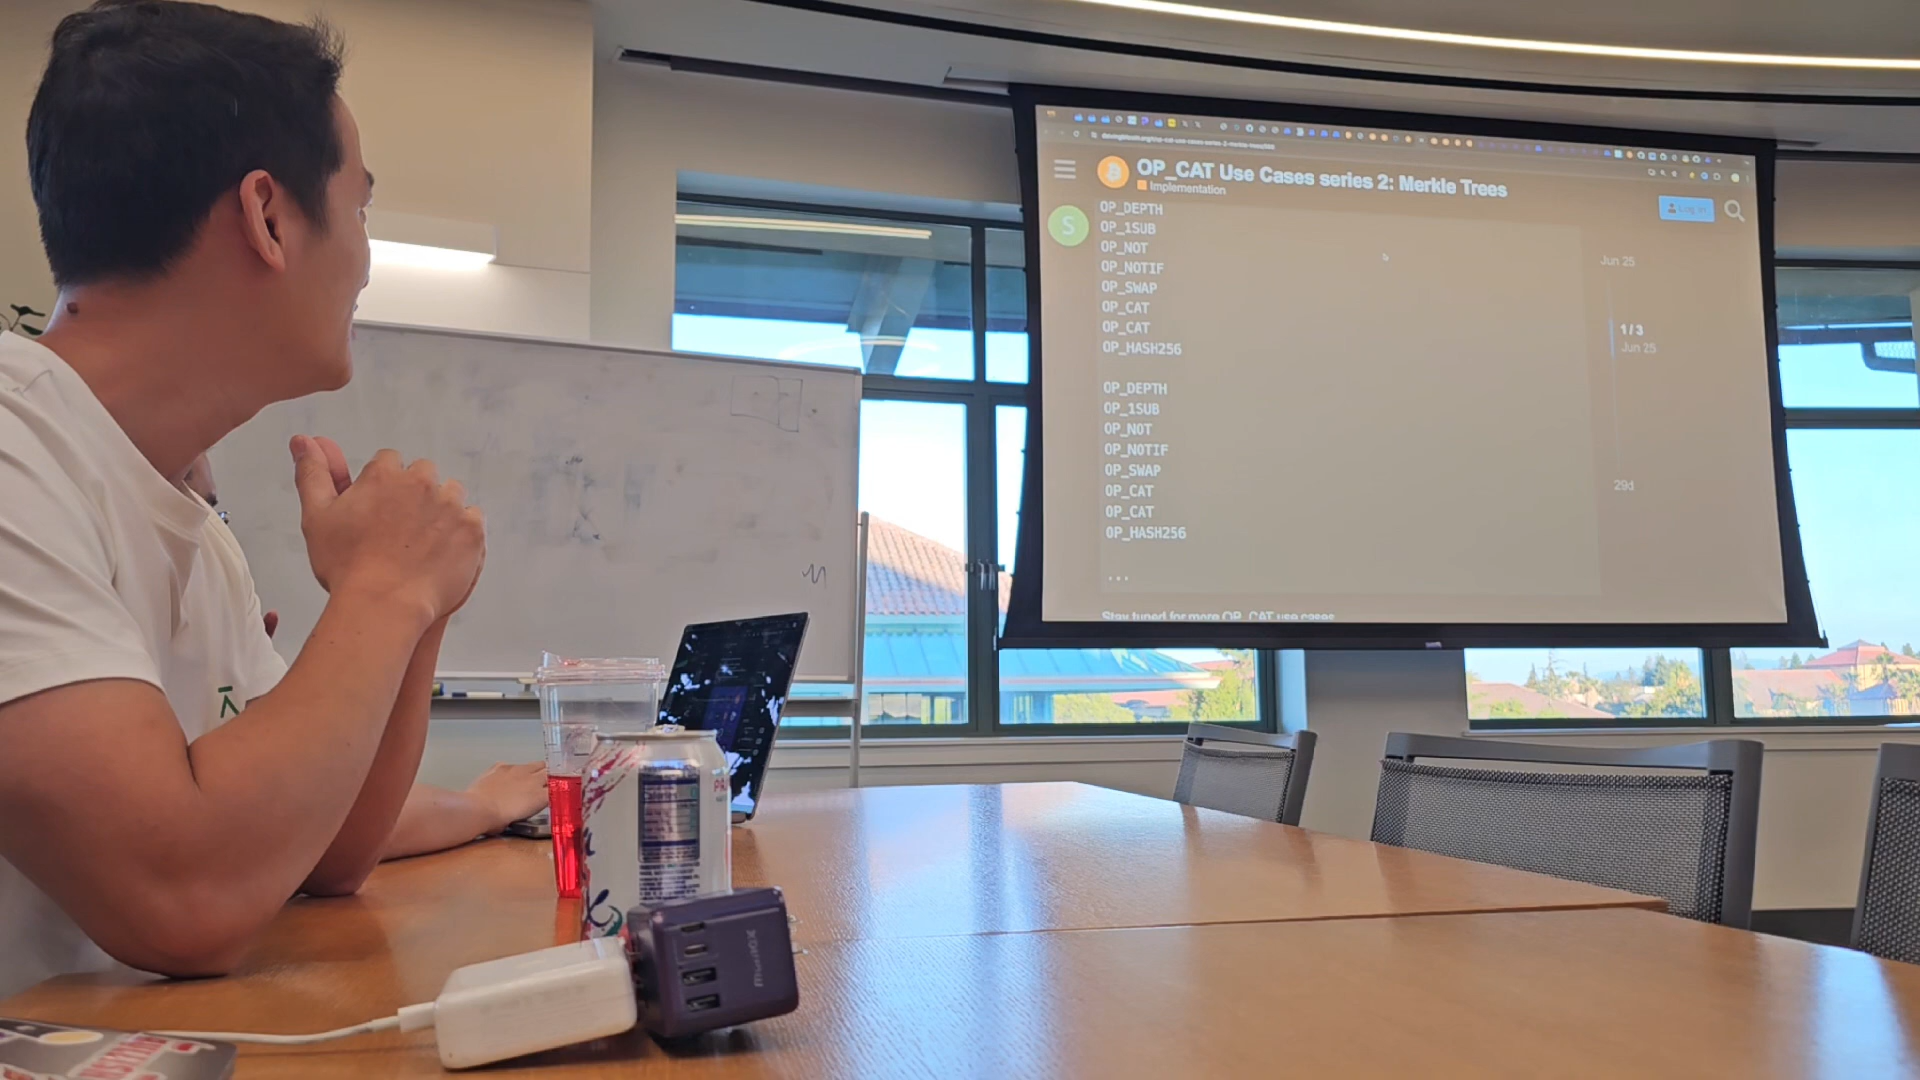 OP_CAT Use Cases series 2: Merkle Trees
Implementation
Log In
S
OP_DEPTH
OP_1SUB
OP_NOT
OP_NOTIF
OP_SWAP
OP_CAT
OP_CAT
OP_HASH256
OP_DEPTH
OP_1SUB
OP_NOT
OP_NOTIF
OP_SWAP
OP_CAT
OP_CAT
OP_HASH256
...
Stay tuned for more OP_CAT use cases
Jun 25
1 / 3
Jun 25
29d